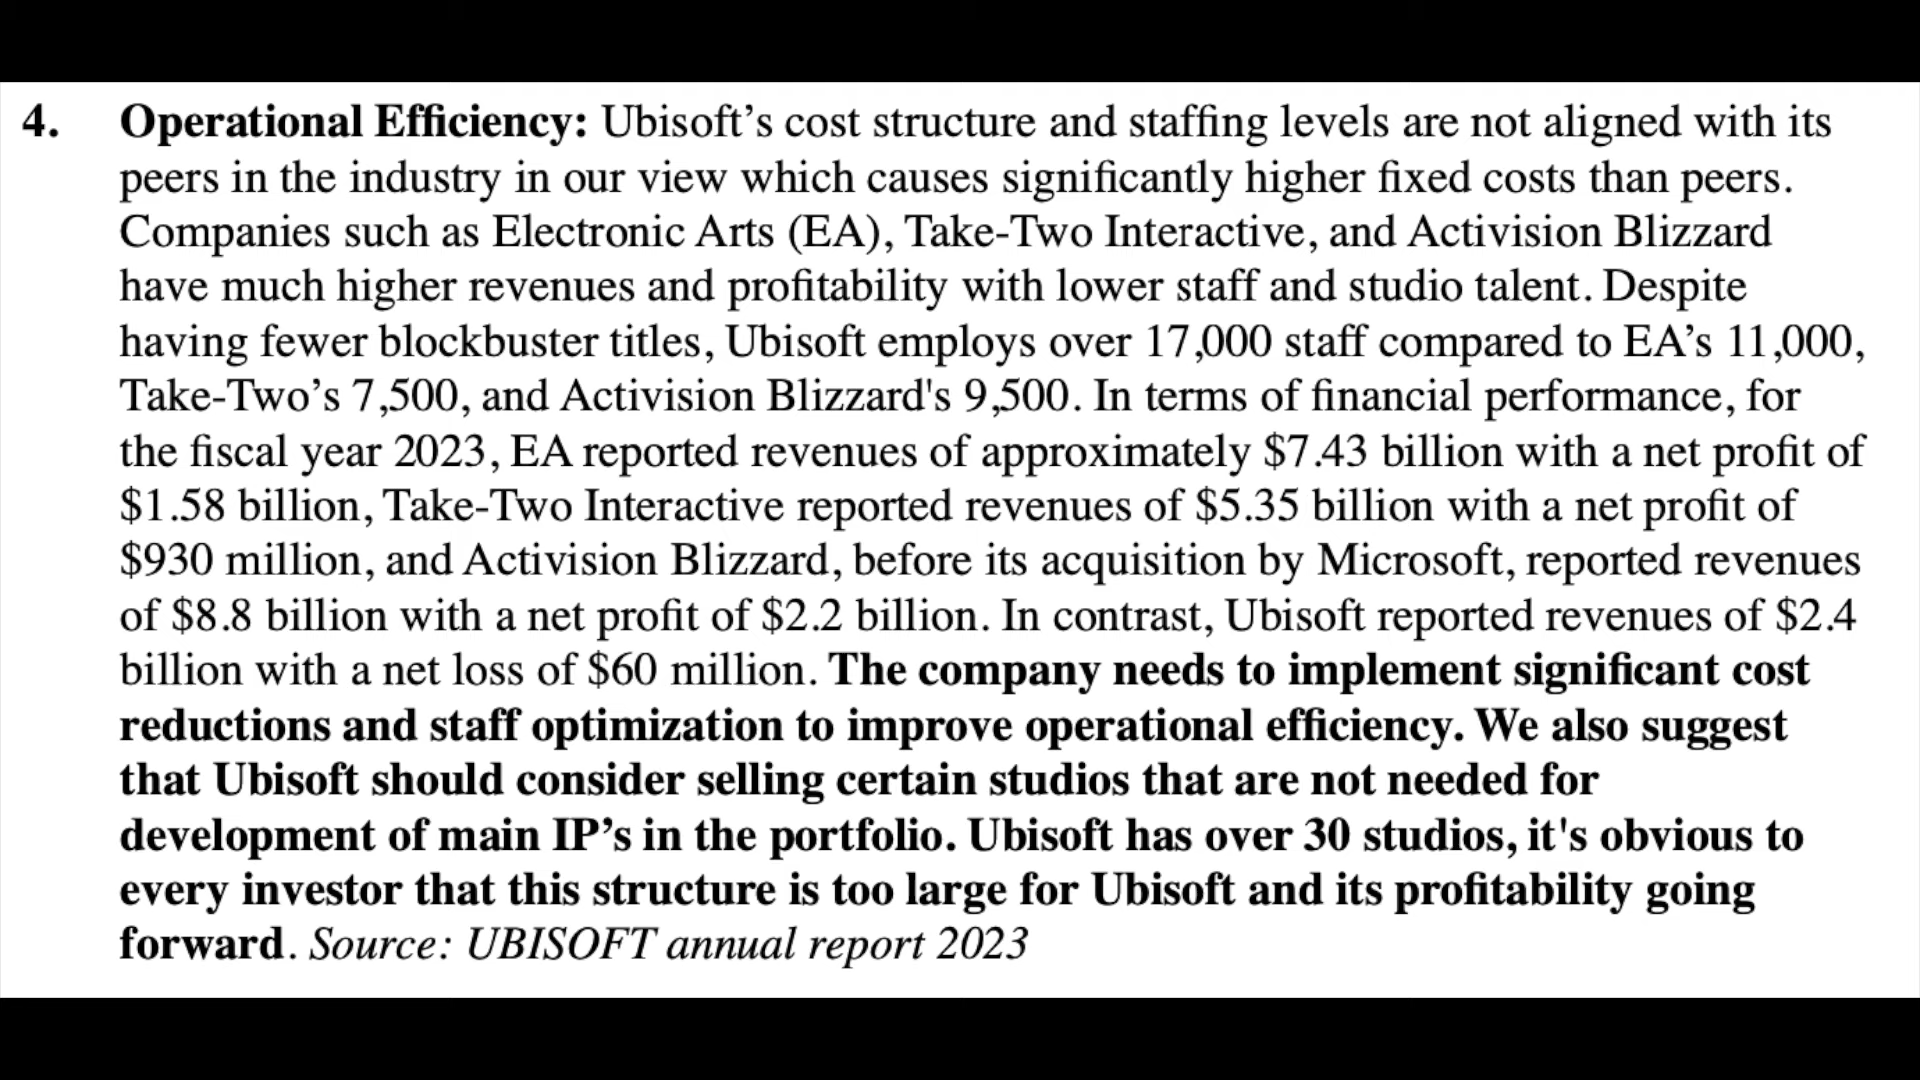 4. Operational Efficiency: Ubisoft’s cost structure and staffing levels are not aligned with its
peers in the industry in our view which causes significantly higher fixed costs than peers.
Companies such as Electronic Arts (EA), Take-Two Interactive, and Activision Blizzard
have much higher revenues and profitability with lower staff and studio talent. Despite
having fewer blockbuster titles, Ubisoft employs over 17,000 staff compared to EA’s 11,000,
Take-Two’s 7,500, and Activision Blizzard's 9,500. In terms of financial performance, for
the fiscal year 2023, EA reported revenues of approximately $7.43 billion with a net profit of
$1.58 billion, Take-Two Interactive reported revenues of $5.35 billion with a net profit of
$930 million, and Activision Blizzard, before its acquisition by Microsoft, reported revenues
of $8.8 billion with a net profit of $2.2 billion. In contrast, Ubisoft reported revenues of $2.4
billion with a net loss of $60 million. The company needs to implement significant cost
reductions and staff optimization to improve operational efficiency. We also suggest
that Ubisoft should consider selling certain studios that are not needed for
development of main IP’s in the portfolio. Ubisoft has over 30 studios, it's obvious to
every investor that this structure is too large for Ubisoft and its profitability going
forward. Source: UBISOFT annual report 2023